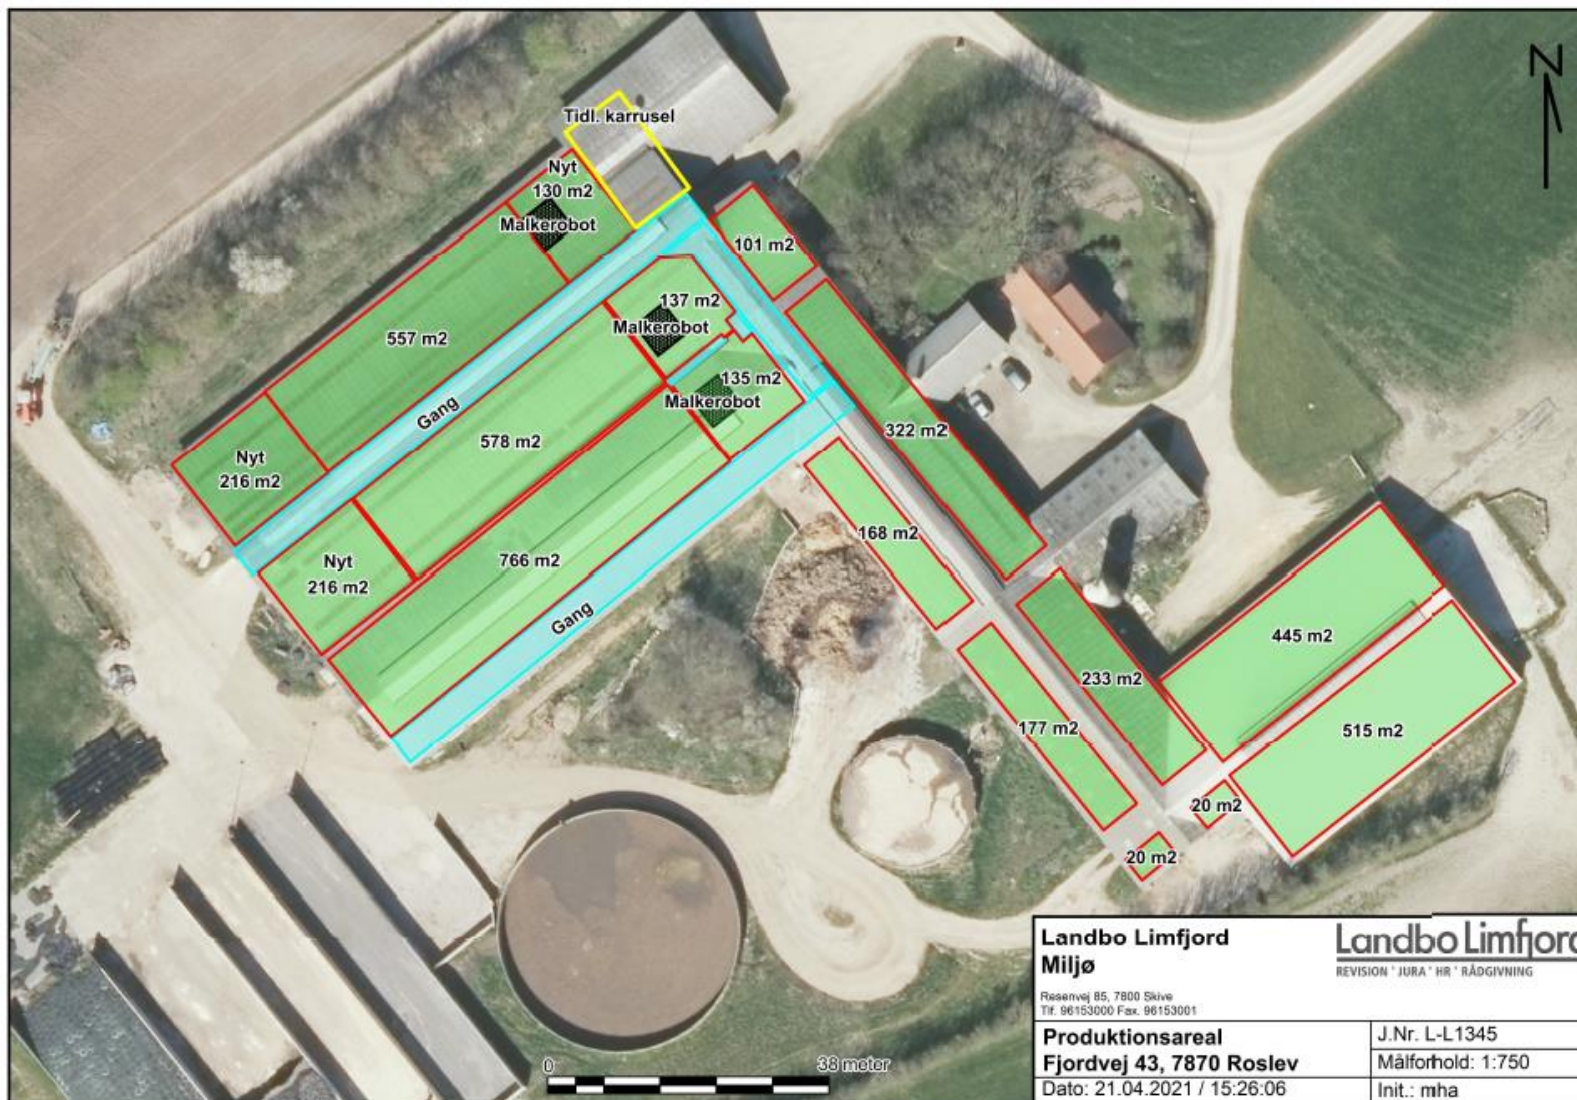 N
Tidl. karrusel
Nyt
130 m2
Malkerobot
101 m2
137 m2
Malkerobot
557 m2
135 m2
Malkerobot
Gang
578 m2
322 m2
Nyt
216 m2
168 m2
766 m2
Nyt
216 m2
Gang
445 m2
233 m2
177 m2
515 m2
20 m2
20 m2
0
38 meter
Landbo Limfjord
Miljø
Landbo Limfjord
REVISION * JURA * HR * RÅDGIVNING
Resenvej 85, 7800 Skive
Tlf. 96153000 Fax. 96153001
Produktionsareal
Fjordvej 43, 7870 Roslev
Dato: 21.04.2021 / 15:26:06
J.Nr. L-L1345
Målforhold: 1:750
Init.: mha